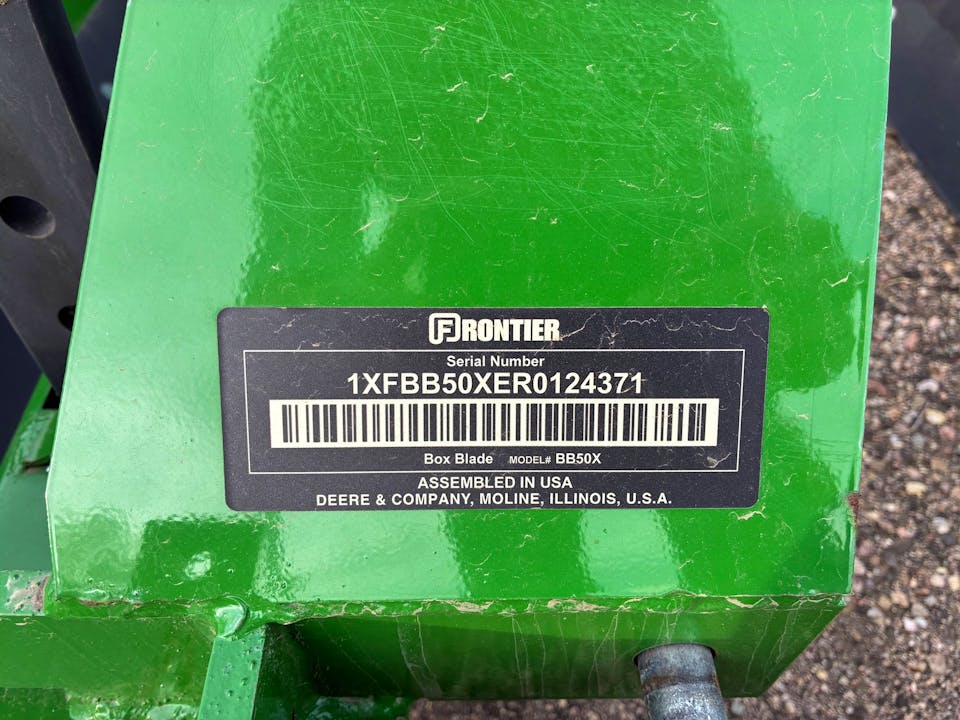 FRONTIER
Serial Number
1XFBB50XER0124371
Box Blade MODEL# BB50X
ASSEMBLED IN USA
DEERE & COMPANY, MOLINE, ILLINOIS, U.S.A.